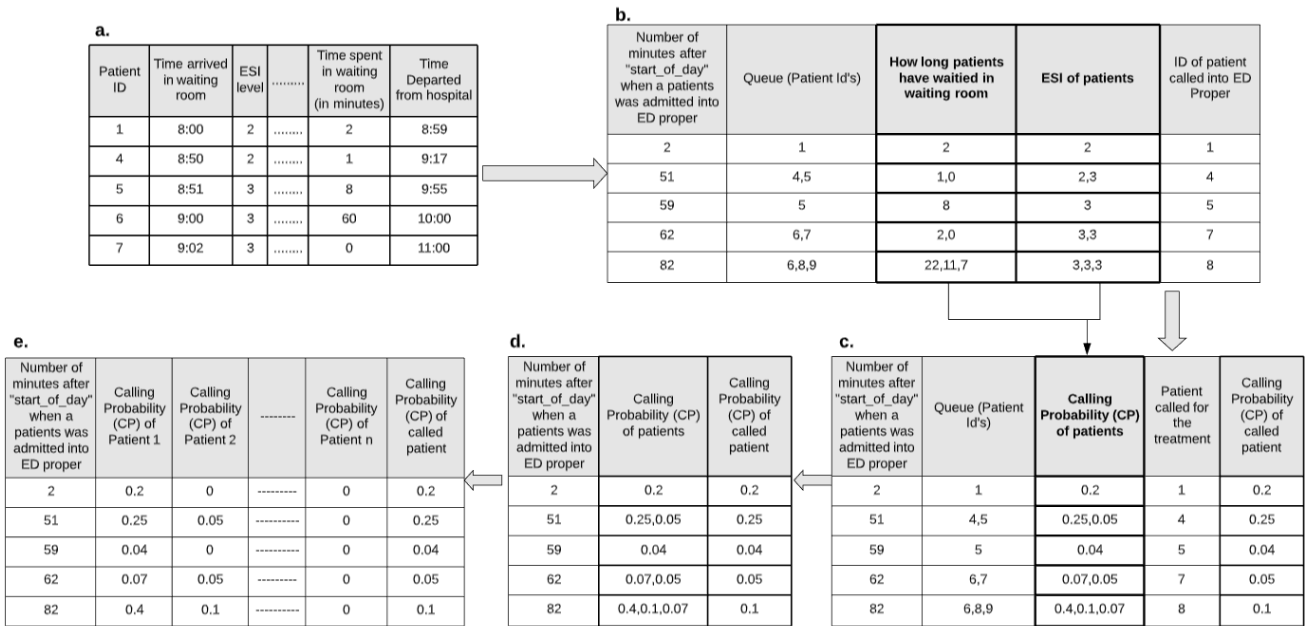 a.
Patient ID | Time arrived in waiting room | ESI level | ......... | Time spent in waiting room (in minutes) | Time Departed from hospital
1 | 8:00 | 2 | ........ | 2 | 8:59
4 | 8:50 | 2 | ........ | 1 | 9:17
5 | 8:51 | 3 | ........ | 8 | 9:55
6 | 9:00 | 3 | ........ | 60 | 10:00
7 | 9:02 | 3 | ........ | 0 | 11:00
b.
Number of minutes after "start_of_day" when a patients was admitted into ED proper | Queue (Patient Id's) | How long patients have waitied in waiting room | ESI of patients | ID of patient called into ED Proper
2 | 1 | 2 | 2 | 1
51 | 4,5 | 1,0 | 2,3 | 4
59 | 5 | 8 | 3 | 5
62 | 6,7 | 2,0 | 3,3 | 7
82 | 6,8,9 | 22,11,7 | 3,3,3 | 8
e.
Number of minutes after "start_of_day" when a patients was admitted into ED proper | Calling Probability (CP) of Patient 1 | Calling Probability (CP) of Patient 2 | -------- | Calling Probability (CP) of Patient n | Calling Probability (CP) of called patient
2 | 0.2 | 0 | --------- | 0 | 0.2
51 | 0.25 | 0.05 | --------- | 0 | 0.25
59 | 0.04 | 0 | --------- | 0 | 0.04
62 | 0.07 | 0.05 | --------- | 0 | 0.05
82 | 0.4 | 0.1 | --------- | 0 | 0.1
d.
Number of minutes after "start_of_day" when a patients was admitted into ED proper | Calling Probability (CP) of patients | Calling Probability (CP) of called patient
2 | 0.2 | 0.2
51 | 0.25,0.05 | 0.25
59 | 0.04 | 0.04
62 | 0.07,0.05 | 0.05
82 | 0.4,0.1,0.07 | 0.1
c.
Number of minutes after "start_of_day" when a patients was admitted into ED proper | Queue (Patient Id's) | Calling Probability (CP) of patients | Patient called for the treatment | Calling Probability (CP) of called patient
2 | 1 | 0.2 | 1 | 0.2
51 | 4,5 | 0.25,0.05 | 4 | 0.25
59 | 5 | 0.04 | 5 | 0.04
62 | 6,7 | 0.07,0.05 | 7 | 0.05
82 | 6,8,9 | 0.4,0.1,0.07 | 8 | 0.1